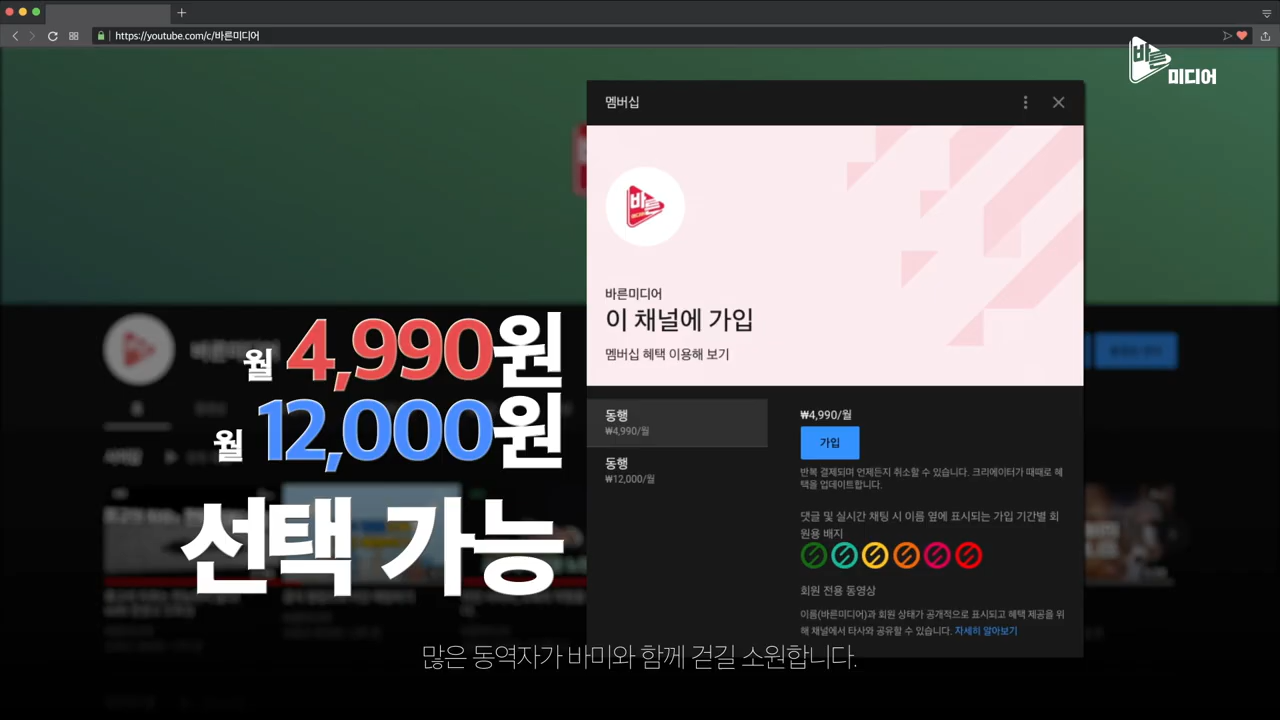 https://youtube.com/c/바른미디어
바른
미디어
멤버십
바른
바른미디어
이 채널에 가입
멤버십 혜택 이용해 보기
월 4,990원
월 12,000원
선택 가능
동행
₩4,990/월
동행
₩12,000/월
₩4,990/월
가입
반복 결제되며 언제든지 취소할 수 있습니다. 크리에이터가 때때로 혜
택을 업데이트합니다.
댓글 및 실시간 채팅 시 이름 옆에 표시되는 가입 기간별 회
원용 배지
회원 전용 동영상
이름(바른미디어)과 회원 상태가 공개적으로 표시되고 혜택 제공을 위
해 채널에서 타사와 공유할 수 있습니다. 자세히 알아보기
많은 동역자가 바미와 함께 걷길 소원합니다.